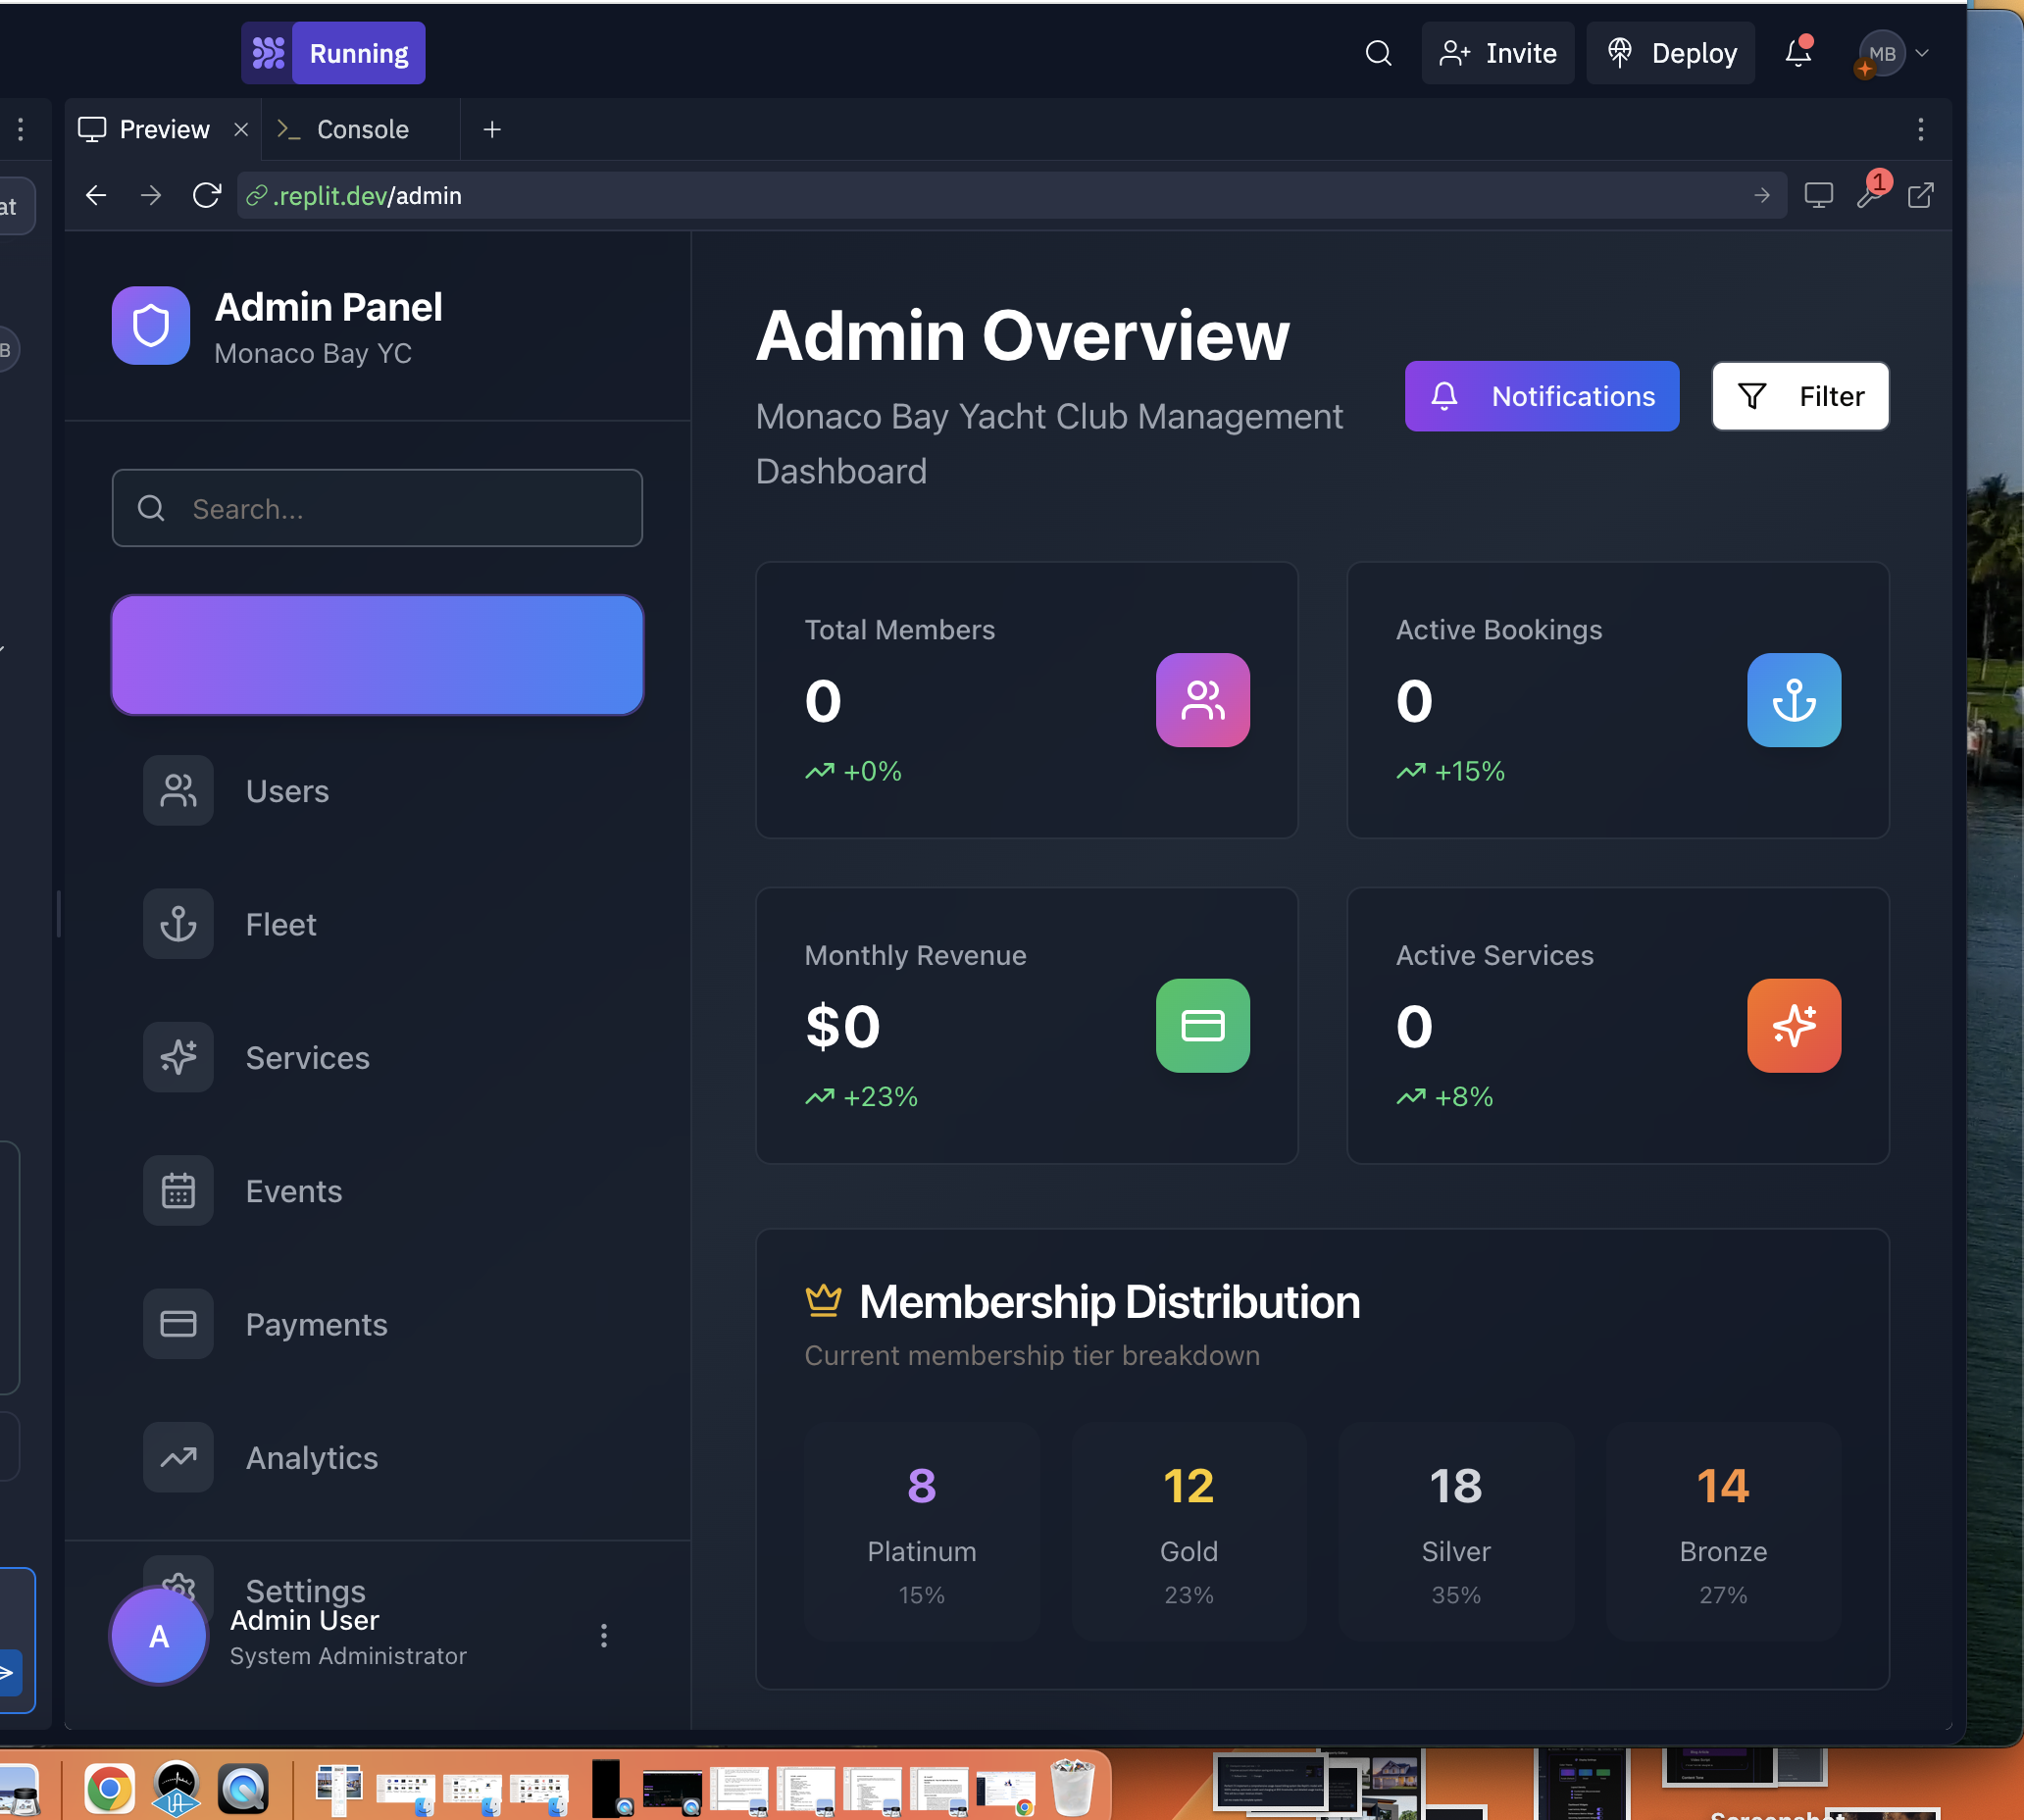 Running
Invite
Deploy
MB
at
Preview
Console
.replit.dev/admin
1
B
Admin Panel
Monaco Bay YC
Search...
Users
Fleet
Services
Events
Payments
Analytics
Settings
A
Admin User
System Administrator
Admin Overview
Monaco Bay Yacht Club Management
Dashboard
Notifications
Filter
Total Members
0
+0%
Active Bookings
0
+15%
Monthly Revenue
$0
+23%
Active Services
0
+8%
Membership Distribution
Current membership tier breakdown
8
Platinum
15%
12
Gold
23%
18
Silver
35%
14
Bronze
27%